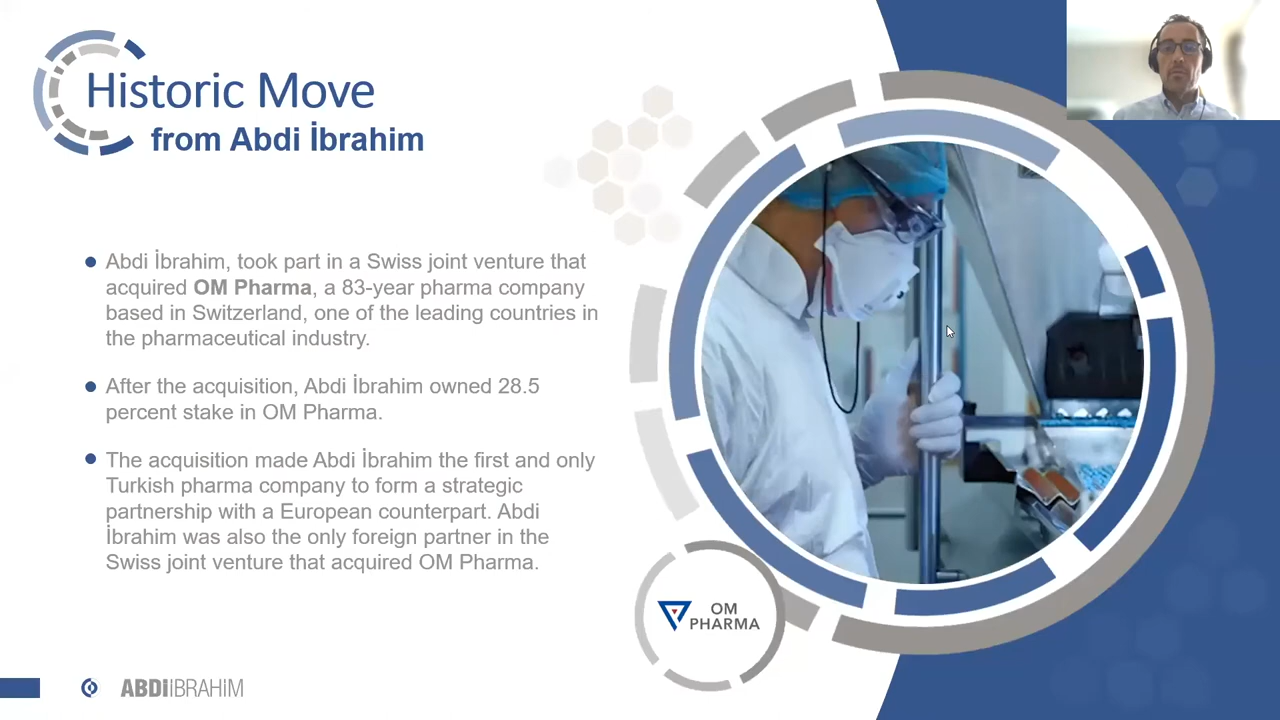 Historic Move
from Abdi İbrahim
● Abdi İbrahim, took part in a Swiss joint venture that
acquired OM Pharma, a 83-year pharma company
based in Switzerland, one of the leading countries in
the pharmaceutical industry.
● After the acquisition, Abdi İbrahim owned 28.5
percent stake in OM Pharma.
● The acquisition made Abdi İbrahim the first and only
Turkish pharma company to form a strategic
partnership with a European counterpart. Abdi
İbrahim was also the only foreign partner in the
Swiss joint venture that acquired OM Pharma.
OM
PHARMA
ABDIIBRAHIM